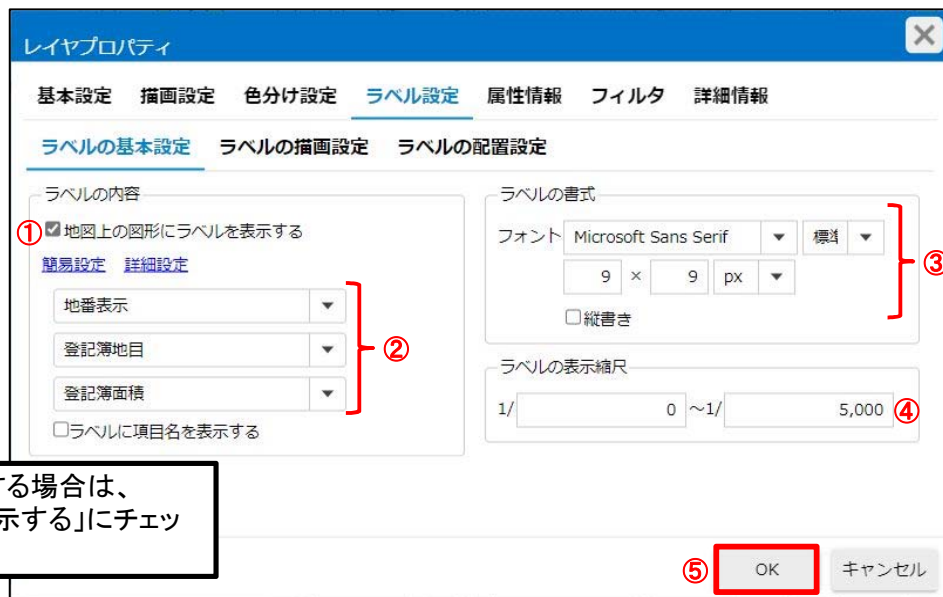 レイヤプロパティ
基本設定 描画設定 色分け設定 ラベル設定 属性情報 フィルタ 詳細情報
ラベルの基本設定 ラベルの描画設定 ラベルの配置設定
ラベルの内容
① 地図上の図形にラベルを表示する
簡易設定 詳細設定
地番表示
登記簿地目
登記簿面積
②
ラベルに項目名を表示する
ラベルの書式
フォント Microsoft Sans Serif 標準
9 × 9 px
縦書き
③
ラベルの表示縮尺
1/ 0 ～1/ 5,000 ④
する場合は、
示する」にチェッ
⑤ OK キャンセル